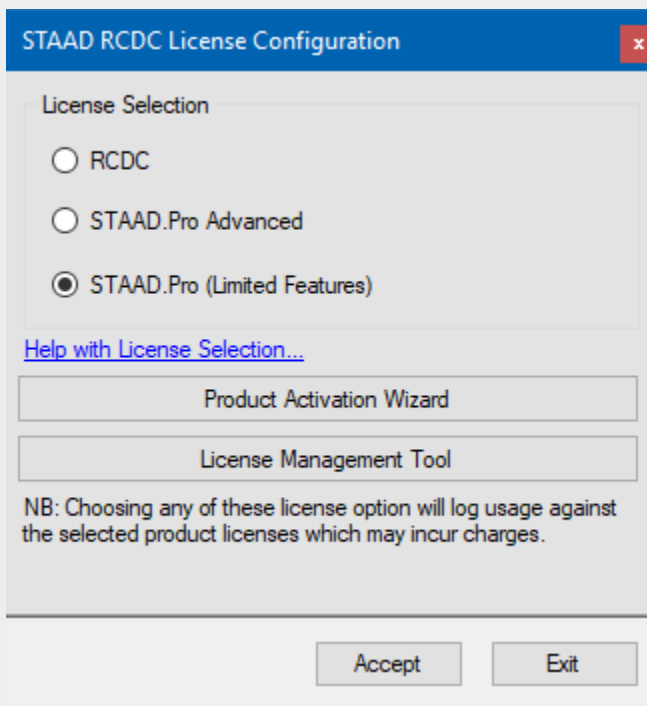 STAAD RCDC License Configuration
x
License Selection
RCDC
STAAD.Pro Advanced
STAAD.Pro (Limited Features)
Help with License Selection...
Product Activation Wizard
License Management Tool
NB: Choosing any of these license option will log usage against
the selected product licenses which may incur charges.
Accept
Exit